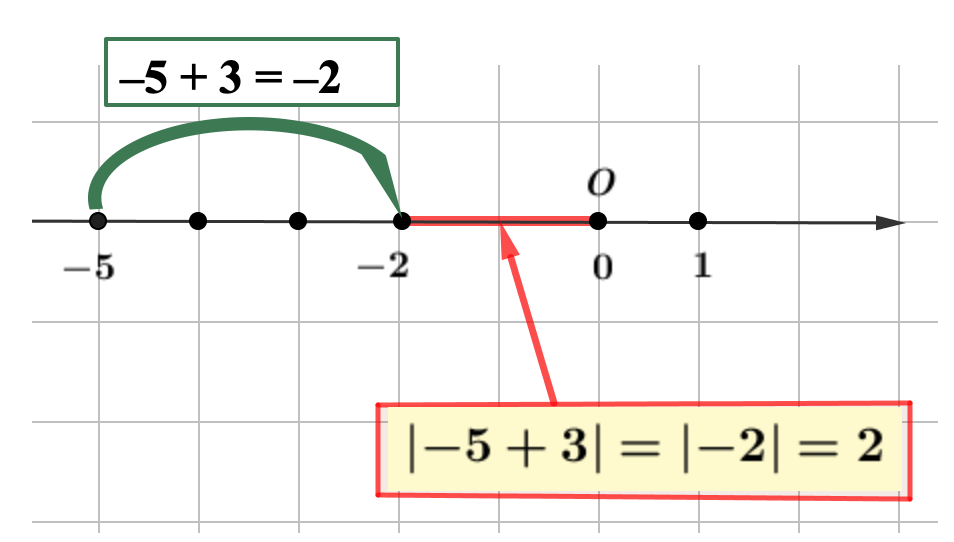 –5 + 3 = –2
O
−5 −2 0 1
|−5 + 3| = |−2| = 2